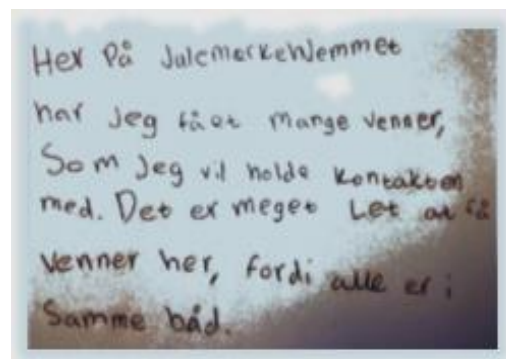 Her På Julemærkehjemmet
har jeg fået mange venner,
Som jeg vil holde kontakten
med. Det er meget Let at få
venner her, fordi alle er i
Samme båd.